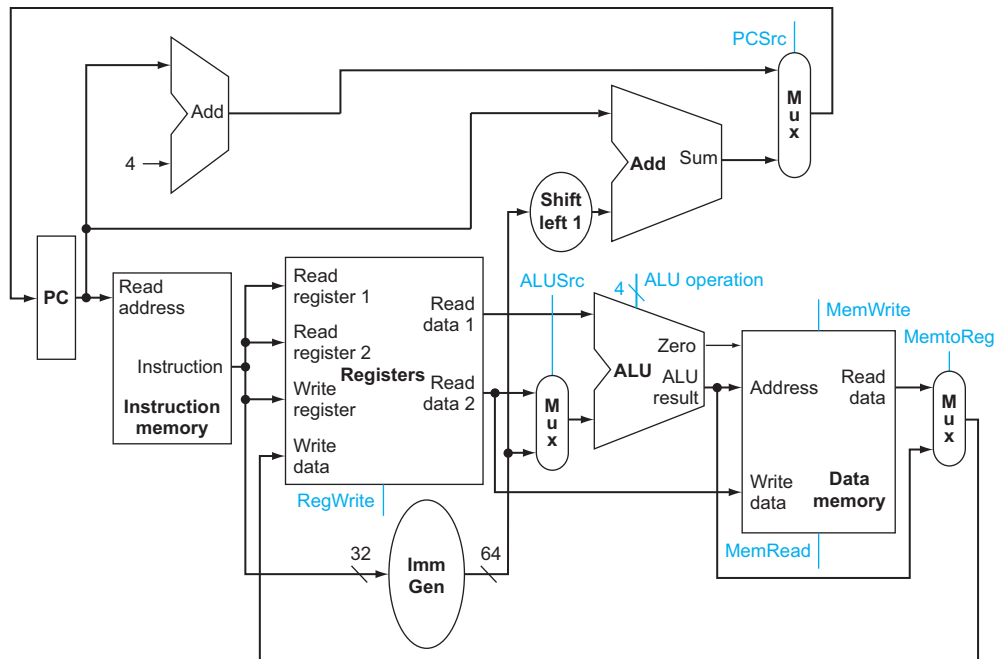 PCSrc
Add
4
M
u
x
Add
Sum
Shift
left 1
PC
Read
address
Instruction
Instruction
memory
Read
register 1
Read
register 2
Write
register
Write
data
Registers
Read
data 1
Read
data 2
RegWrite
ALUSrc
M
u
x
4
ALU operation
Zero
ALU
ALU
result
MemWrite
Address
Read
data
Write
data
Data
memory
MemRead
MemtoReg
M
u
x
32
Imm
Gen
64